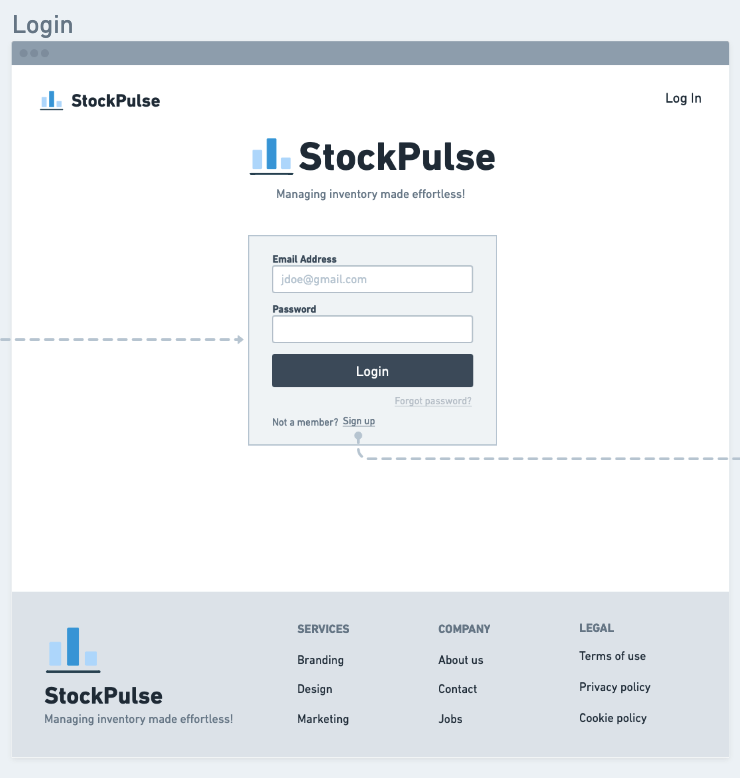 Login
StockPulse
Log In
StockPulse
Managing inventory made effortless!
Email Address
jdoe@gmail.com
Password
Login
Forgot password?
Not a member? Sign up
StockPulse
Managing inventory made effortless!
SERVICES
Branding
Design
Marketing
COMPANY
About us
Contact
Jobs
LEGAL
Terms of use
Privacy policy
Cookie policy